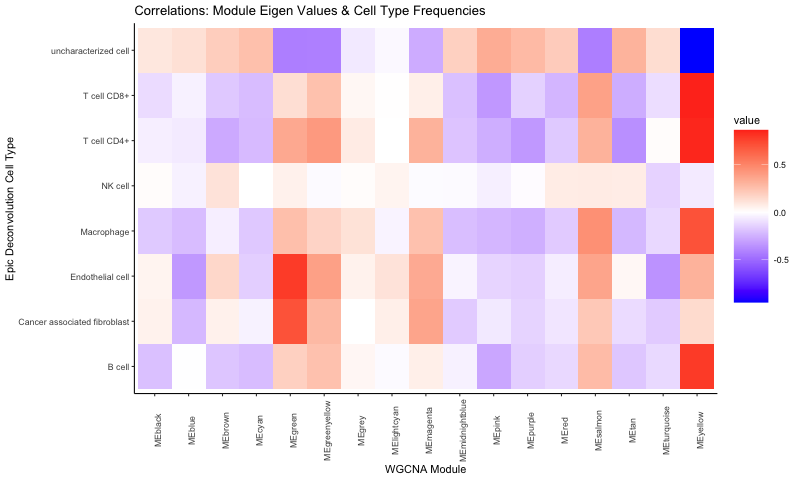 Correlations: Module Eigen Values & Cell Type Frequencies
Epic Deconvolution Cell Type
uncharacterized cell
T cell CD8+
T cell CD4+
NK cell
Macrophage
Endothelial cell
Cancer associated fibroblast
B cell
MEblack
MEblue
MEbrown
MEcyan
MEgreen
MEgreenyellow
MEgrey
MElightcyan
MEmagenta
MEmidnightblue
MEpink
MEpurple
MEred
MEsalmon
MEtan
MEturquoise
MEyellow
WGCNA Module
value
0.5
0.0
-0.5